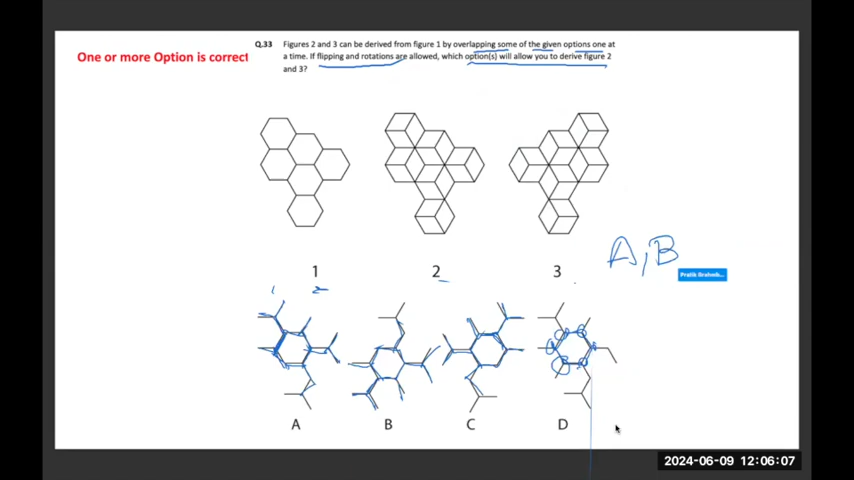 Q.33 Figures 2 and 3 can be derived from figure 1 by overlapping some of the given options one at
One or more Option is correct
a time. If flipping and rotations are allowed, which option(s) will allow you to derive figure 2
and 3?
A, B
1 2 3
1 2
A B C D
2024-06-09 12:06:07